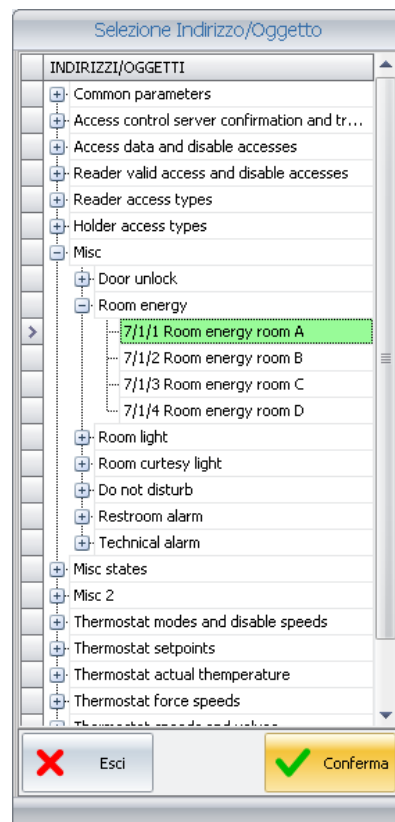 Selezione Indirizzo/Oggetto
INDIRIZZI/OGGETTI
Common parameters
Access control server confirmation and tr...
Access data and disable accesses
Reader valid access and disable accesses
Reader access types
Holder access types
Misc
Door unlock
Room energy
7/1/1 Room energy room A
7/1/2 Room energy room B
7/1/3 Room energy room C
7/1/4 Room energy room D
Room light
Room curtesy light
Do not disturb
Restroom alarm
Technical alarm
Misc states
Misc 2
Thermostat modes and disable speeds
Thermostat setpoints
Thermostat actual themperature
Thermostat force speeds
Thermostat speeds and valves
Esci
Conferma